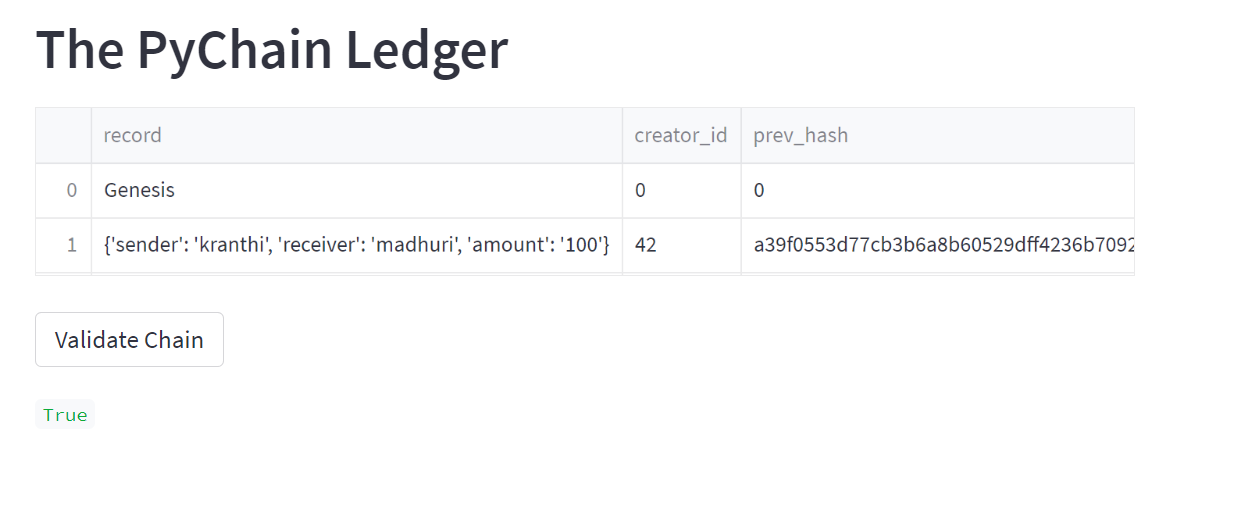 The PyChain Ledger
record creator_id prev_hash
0 Genesis 0 0
1 {'sender': 'kranthi', 'receiver': 'madhuri', 'amount': '100'} 42 a39f0553d77cb3b6a8b60529dff4236b7092
Validate Chain
True